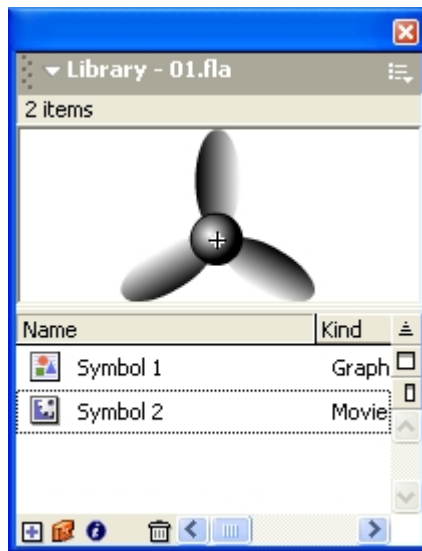 Library - 01.fla
2 items
Name Kind
Symbol 1 Graph
Symbol 2 Movie